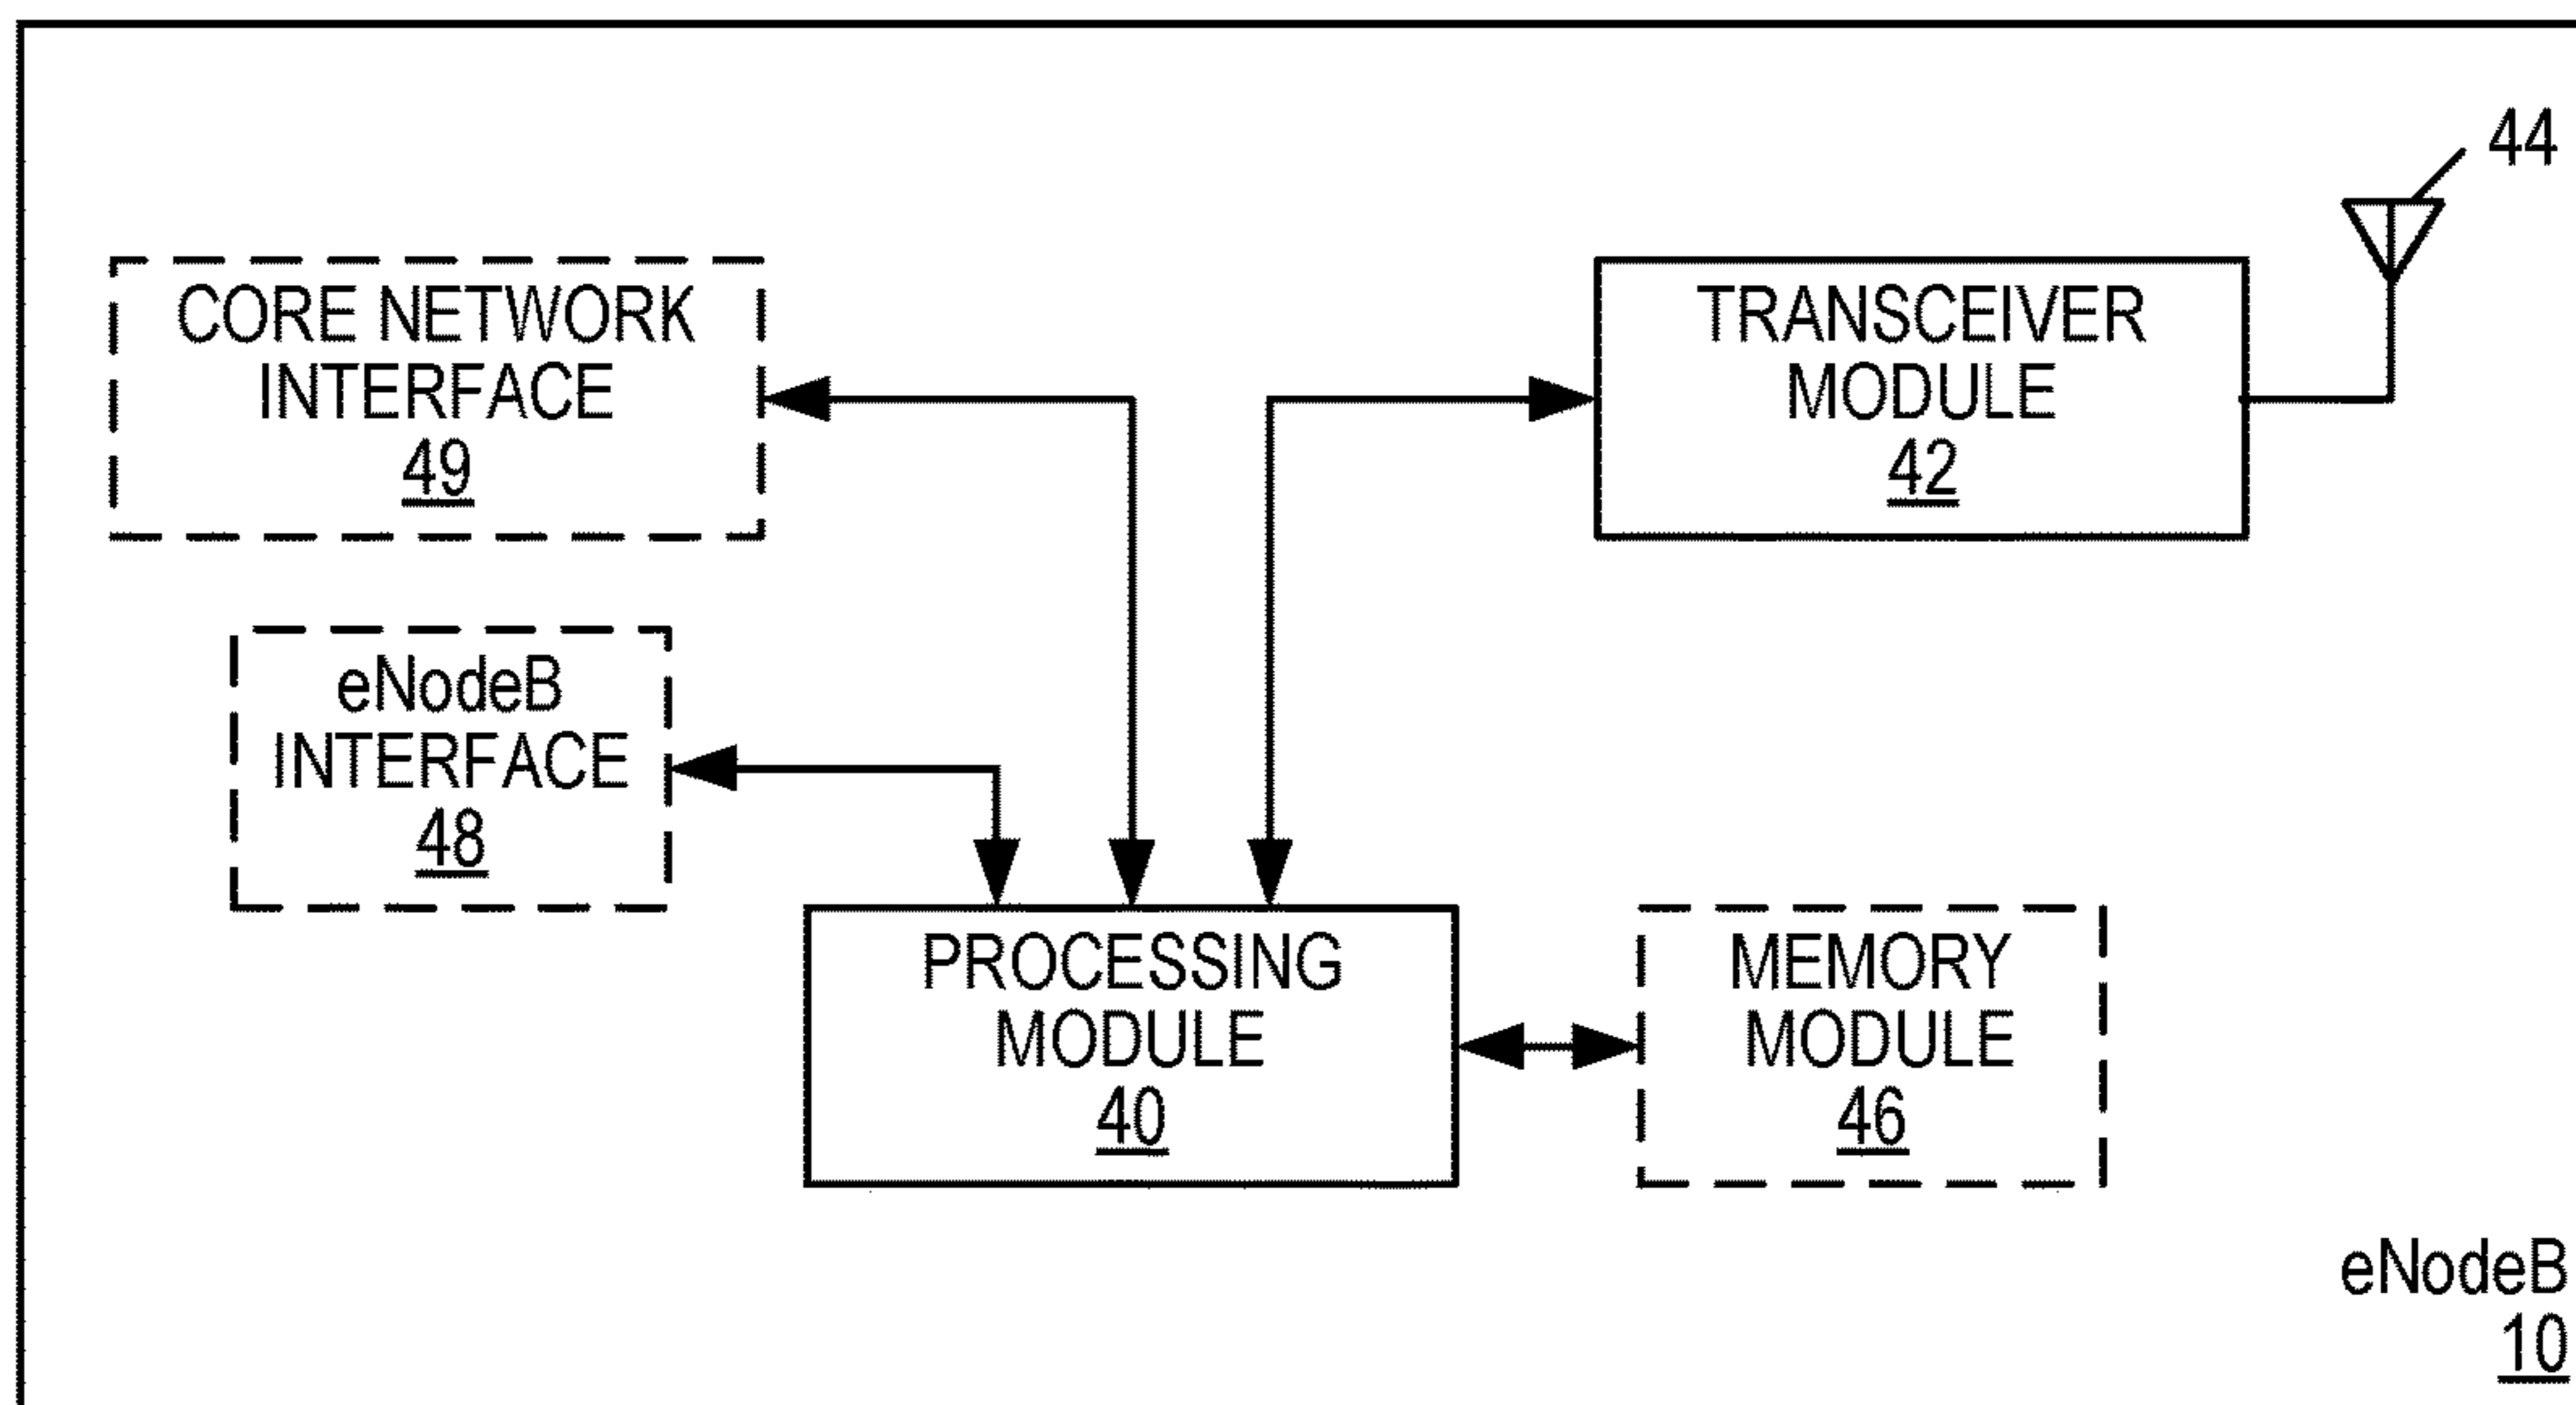 44
CORE NETWORK
INTERFACE
49
TRANSCEIVER
MODULE
42
eNodeB
INTERFACE
48
PROCESSING
MODULE
40
MEMORY
MODULE
46
eNodeB
10